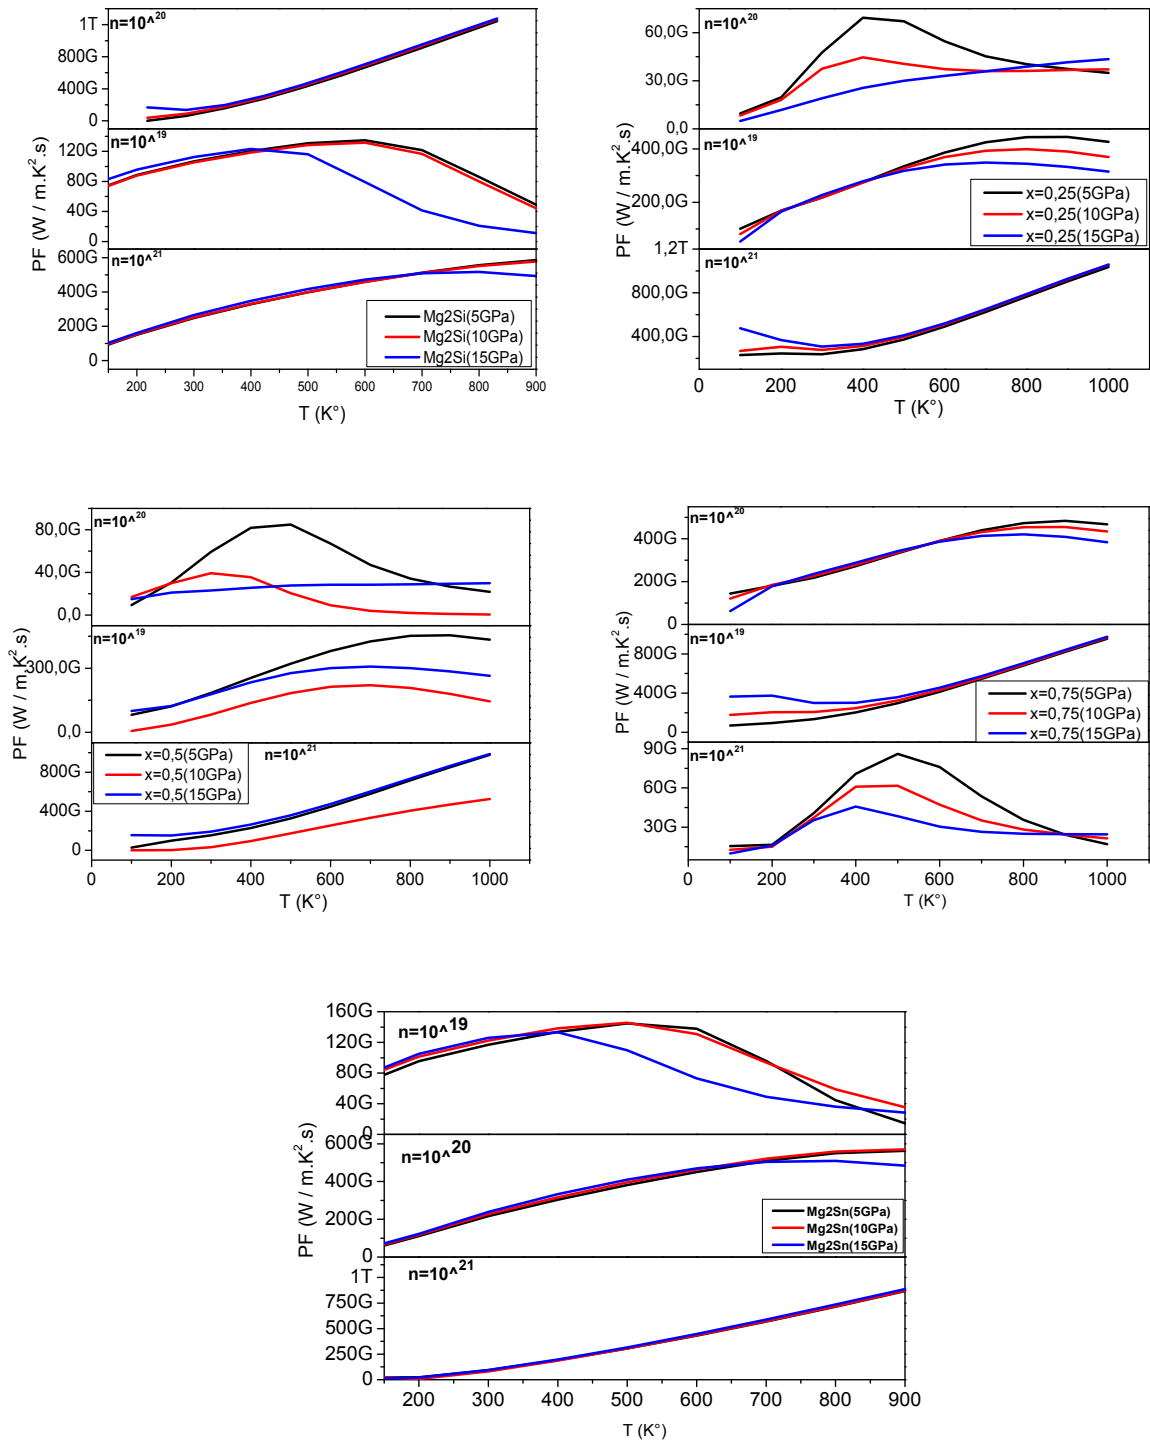 n=10^20
1T
800G
400G
0
n=10^19
120G
80G
40G
0
n=10^21
600G
400G
200G
0
PF (W / m.K2.s)
Mg2Si(5GPa)
Mg2Si(10GPa)
Mg2Si(15GPa)
200 300 400 500 600 700 800 900
T (K°)
n=10^20
60,0G
30,0G
0,0
n=10^19
400,0G
200,0G
n=10^21
1,2T
800,0G
400,0G
PF (W / m.K2.s)
x=0,25(5GPa)
x=0,25(10GPa)
x=0,25(15GPa)
0 200 400 600 800 1000
T (K°)
n=10^20
80,0G
40,0G
0,0
n=10^19
300,0G
0,0
n=10^21
800G
400G
0
PF (W / m.K2.s)
x=0,5(5GPa)
x=0,5(10GPa)
x=0,5(15GPa)
0 200 400 600 800 1000
T (K°)
n=10^20
400G
200G
0
n=10^19
800G
400G
0
n=10^21
90G
60G
30G
PF (W / m.K2.s)
x=0,75(5GPa)
x=0,75(10GPa)
x=0,75(15GPa)
0 200 400 600 800 1000
T (K°)
n=10^19
160G
120G
80G
40G
0
n=10^20
600G
400G
200G
0
n=10^21
1T
750G
500G
250G
0
PF (W / m.K2.s)
Mg2Sn(5GPa)
Mg2Sn(10GPa)
Mg2Sn(15GPa)
200 300 400 500 600 700 800 900
T (K°)